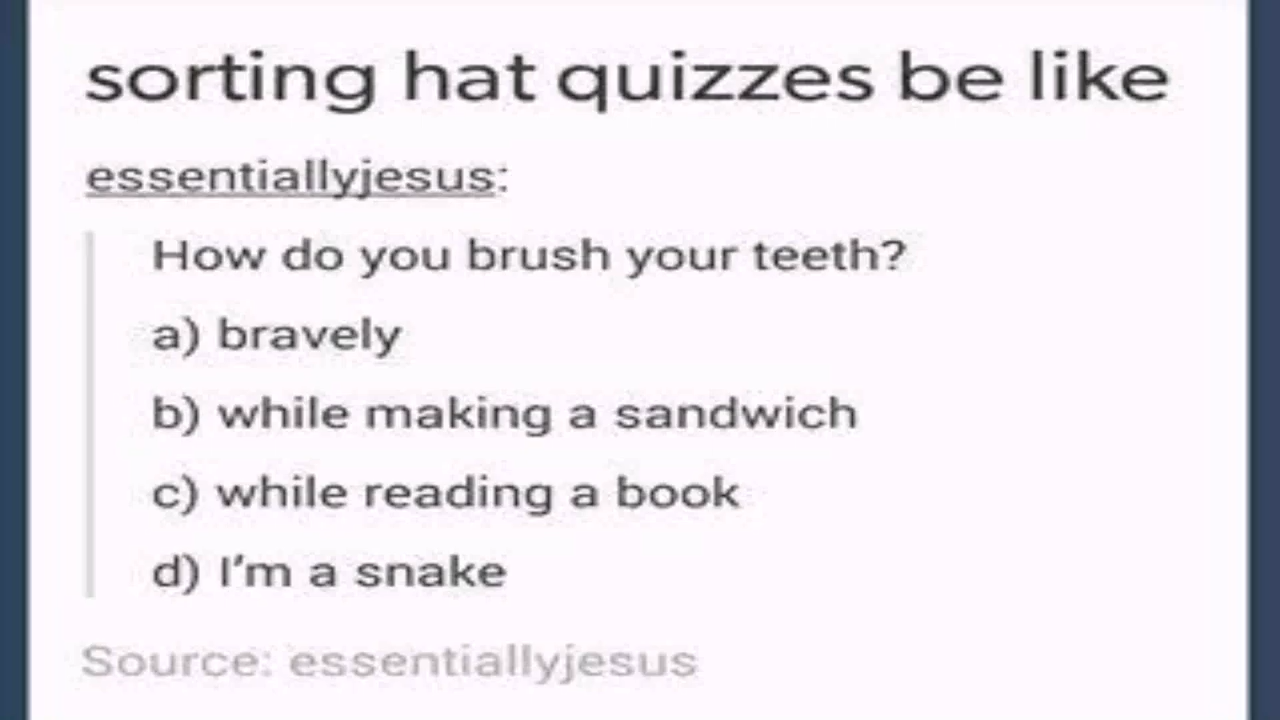 sorting hat quizzes be like
essentiallyjesus:
How do you brush your teeth?
a) bravely
b) while making a sandwich
c) while reading a book
d) I'm a snake
Source: essentiallyjesus